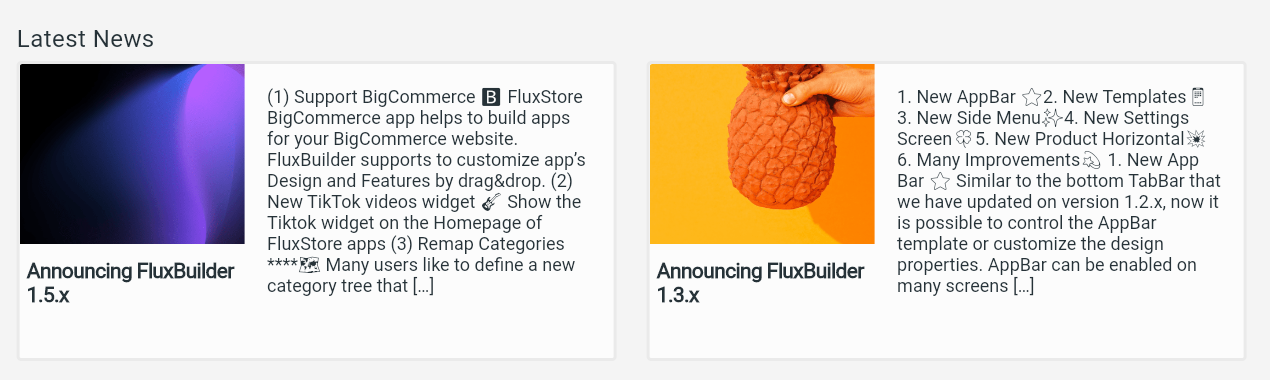 Latest News
Announcing FluxBuilder
1.5.x
(1) Support BigCommerce 🅱 FluxStore
BigCommerce app helps to build apps
for your BigCommerce website.
FluxBuilder supports to customize app’s
Design and Features by drag&drop. (2)
New TikTok videos widget 🎸 Show the
Tiktok widget on the Homepage of
FluxStore apps (3) Remap Categories
****🗺 Many users like to define a new
category tree that […]
Announcing FluxBuilder
1.3.x
1. New AppBar ⭐2. New Templates 📱
3. New Side Menu✨4. New Settings
Screen 🍀 5. New Product Horizontal💥
6. Many Improvements💫 1. New App
Bar ⭐ Similar to the bottom TabBar that
we have updated on version 1.2.x, now it
is possible to control the AppBar
template or customize the design
properties. AppBar can be enabled on
many screens […]